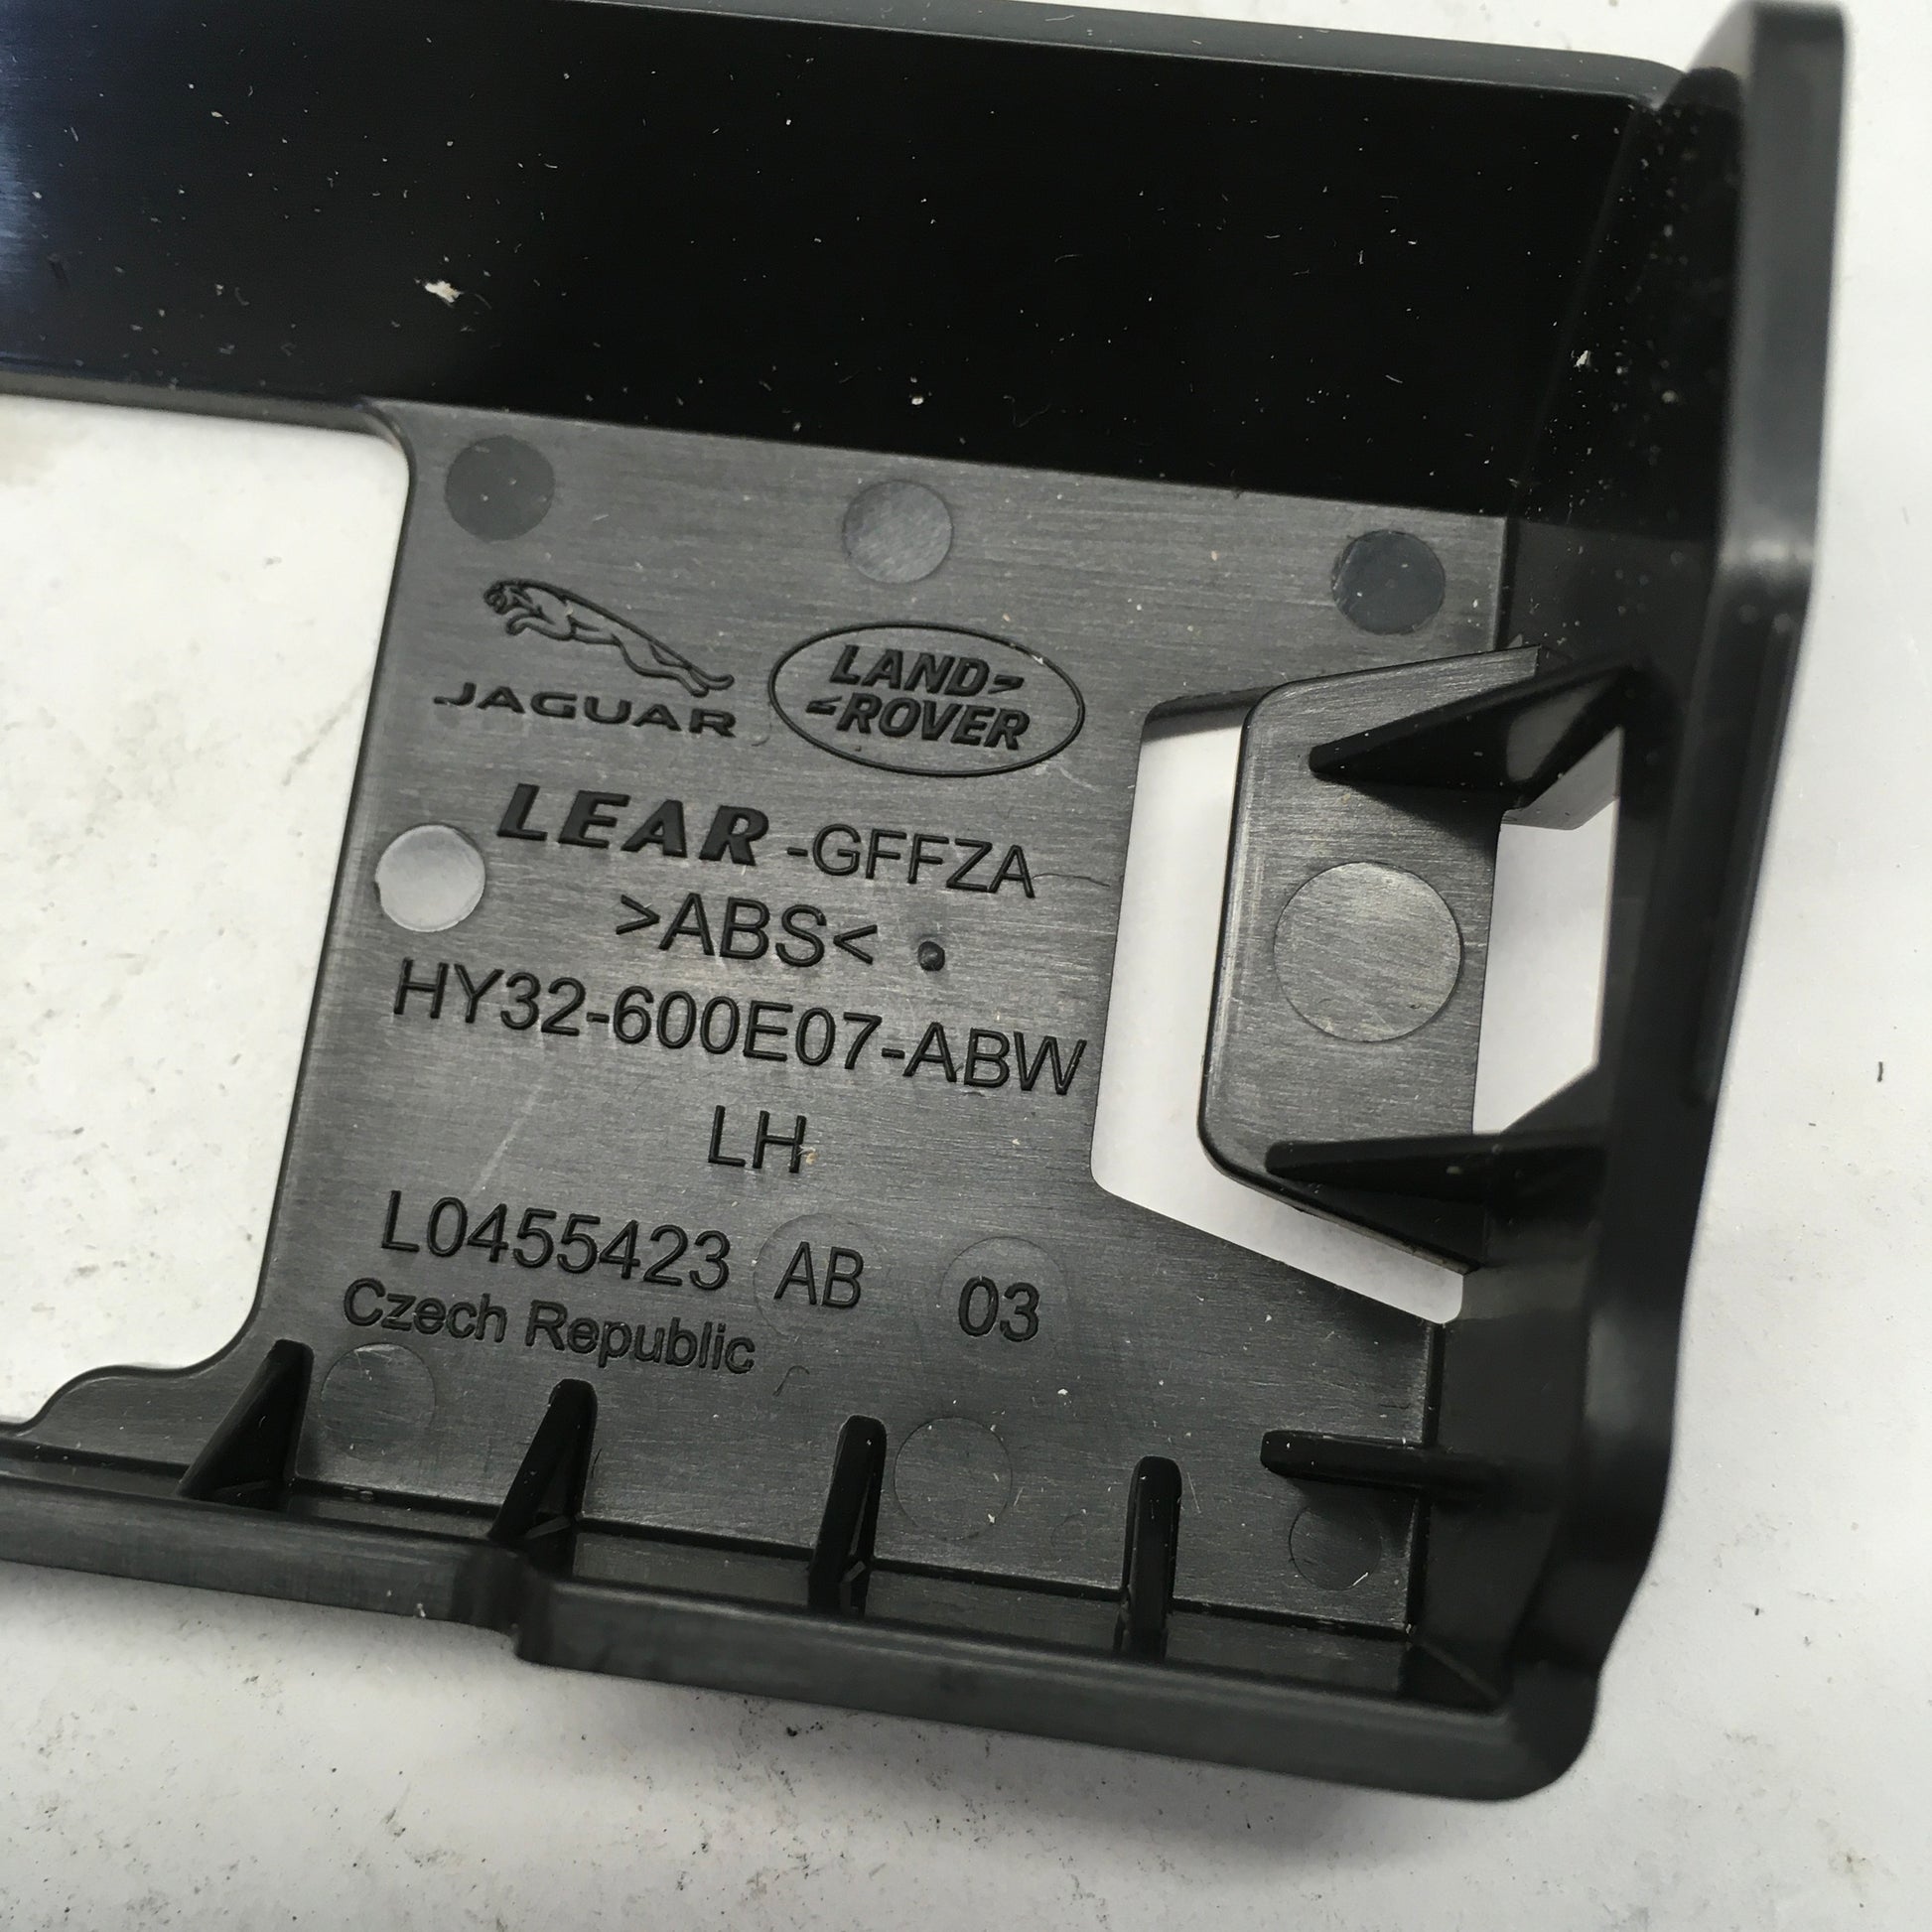 JAGUAR LAND-
-ROVER
LEAR -GFFZA
>ABS<
HY32-600E07-ABW
LH
L0455423 AB 03
Czech Republic